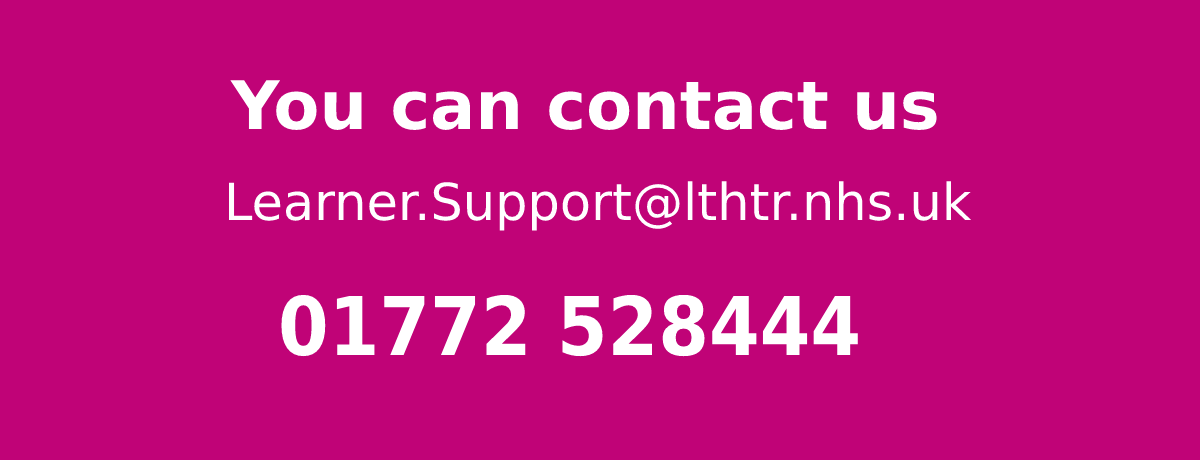 You can contact us
Learner.Support@lthtr.nhs.uk
01772 528444